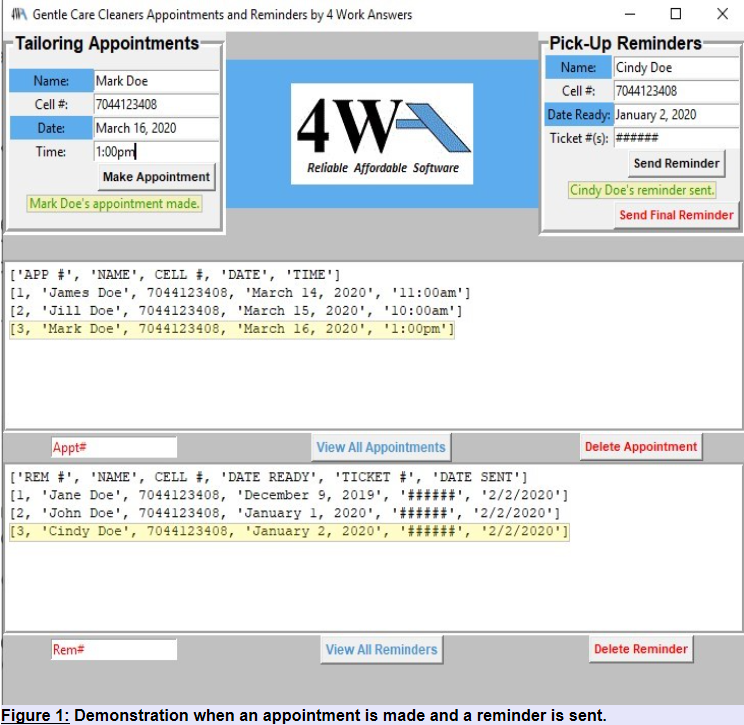 Gentle Care Cleaners Appointments and Reminders by 4 Work Answers
Tailoring Appointments
Name: Mark Doe
Cell #: 7044123408
Date: March 16, 2020
Time: 1:00pm
Make Appointment
Mark Doe's appointment made.
4WA
Reliable Affordable Software
Pick-Up Reminders
Name: Cindy Doe
Cell #: 7044123408
Date Ready: January 2, 2020
Ticket #(s): ######
Send Reminder
Cindy Doe's reminder sent.
Send Final Reminder
['APP #', 'NAME', CELL #, 'DATE', 'TIME']
[1, 'James Doe', 7044123408, 'March 14, 2020', '11:00am']
[2, 'Jill Doe', 7044123408, 'March 15, 2020', '10:00am']
[3, 'Mark Doe', 7044123408, 'March 16, 2020', '1:00pm']
Appt# View All Appointments Delete Appointment
['REM #', 'NAME', CELL #, 'DATE READY', 'TICKET #', 'DATE SENT']
[1, 'Jane Doe', 7044123408, 'December 9, 2019', '######', '2/2/2020']
[2, 'John Doe', 7044123408, 'January 1, 2020', '######', '2/2/2020']
[3, 'Cindy Doe', 7044123408, 'January 2, 2020', '######', '2/2/2020']
Rem# View All Reminders Delete Reminder
Figure 1: Demonstration when an appointment is made and a reminder is sent.